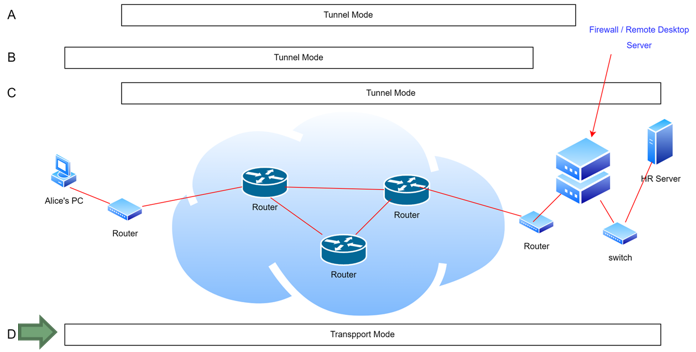 A
Tunnel Mode
Firewall / Remote Desktop
Server
B
Tunnel Mode
C
Tunnel Mode
Alice's PC
Router
Router
Router
Router
Router
HR Server
switch
D
Transpport Mode